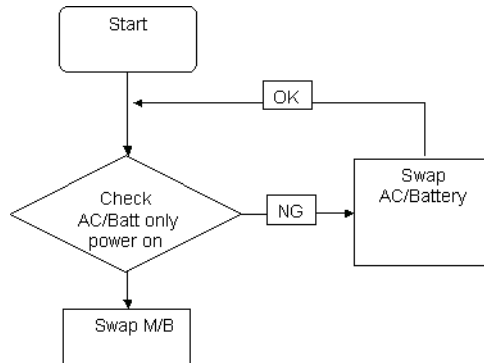 Start
OK
Swap
AC/Battery
Check
AC/Batt only
power on
NG
Swap M/B